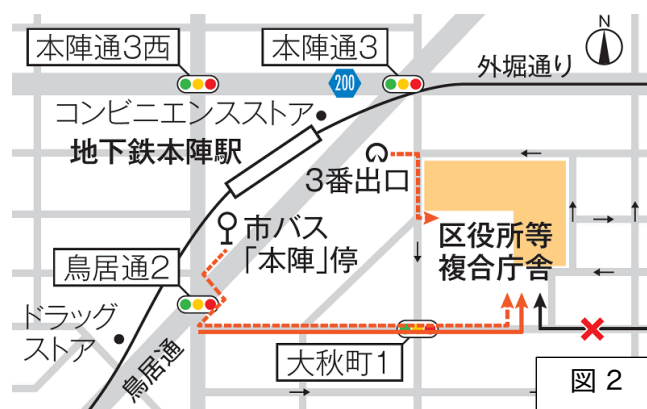 本陣通3西
本陣通3
N
外堀通り
200
コンビニエンスストア
地下鉄本陣駅
3番出口
市バス
「本陣」停
区役所等
複合庁舎
鳥居通2
ドラッグ
ストア
鳥居通
大秋町1
図 2